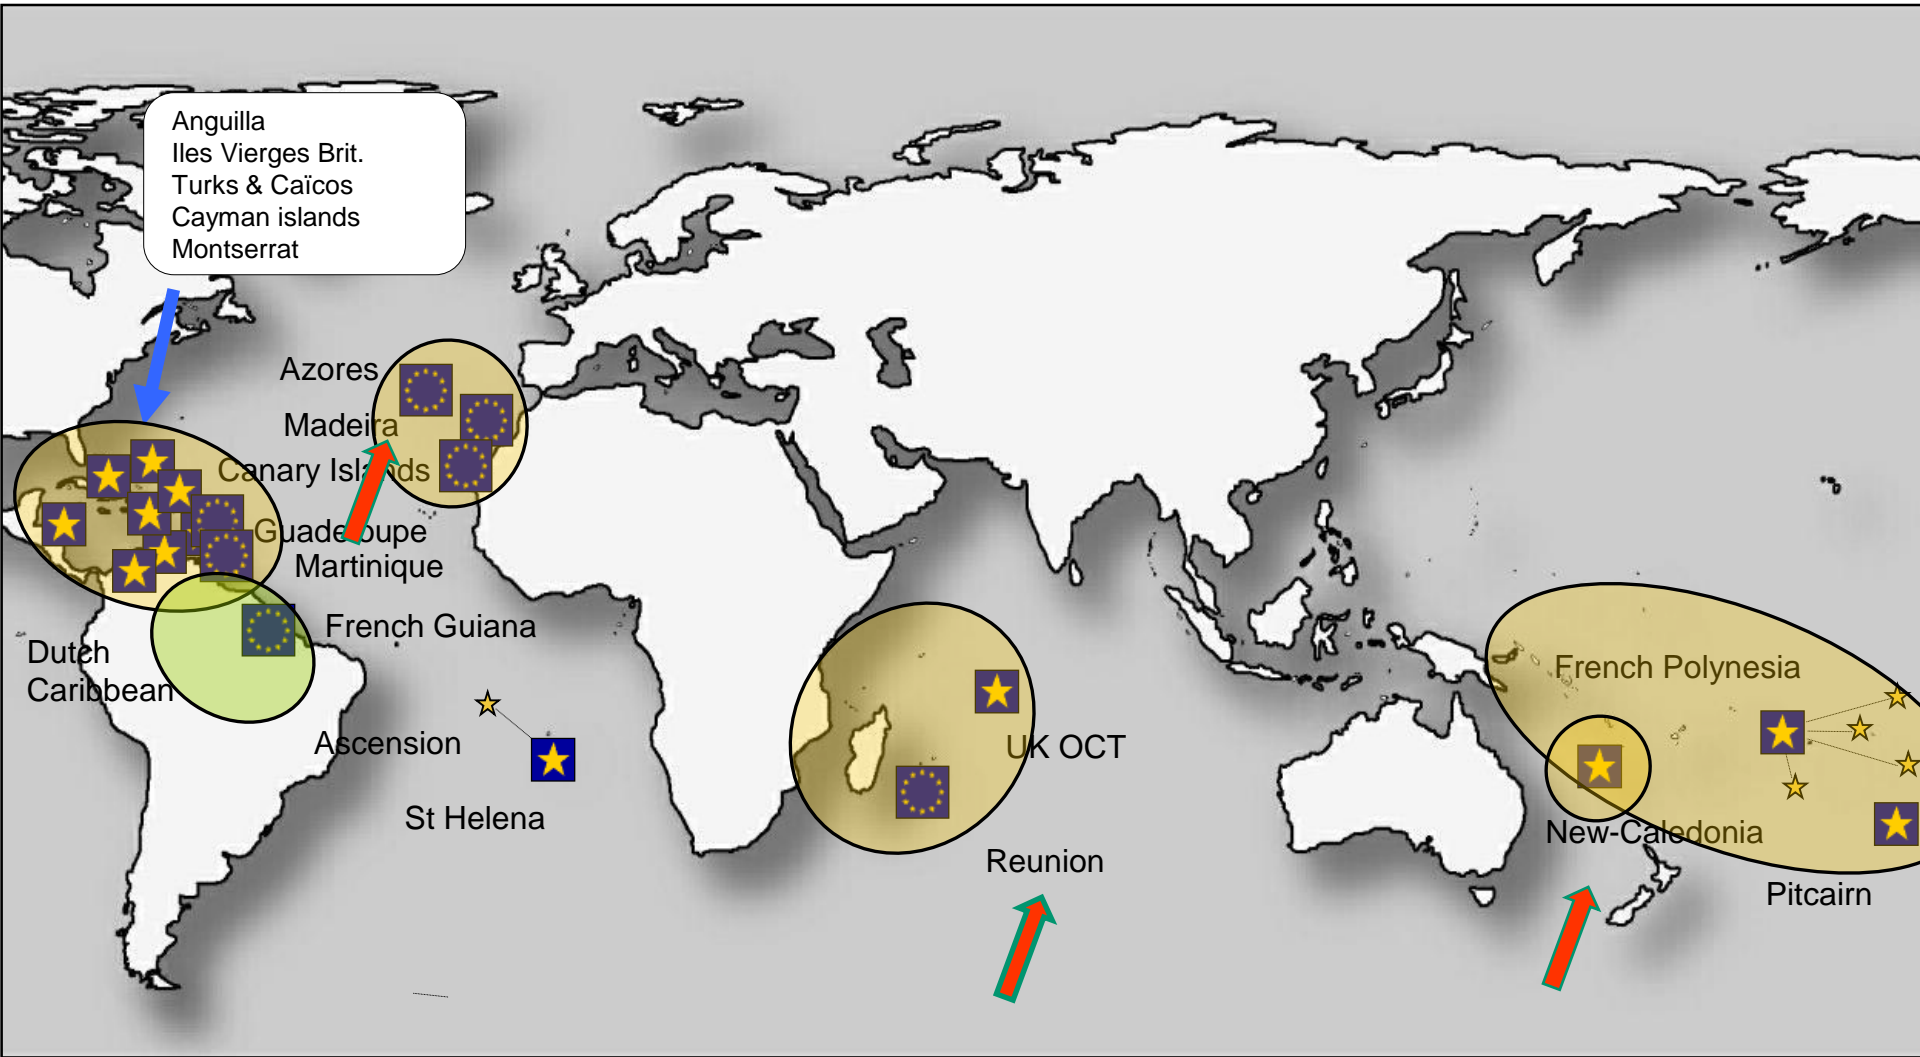 Anguilla
Iles Vierges Brit.
Turks & Caïcos
Cayman islands
Montserrat
Azores
Madeira
Canary Islands
Guadeloupe
Martinique
French Guiana
Dutch
Caribbean
Ascension
St Helena
UK OCT
Reunion
French Polynesia
New-Caledonia
Pitcairn